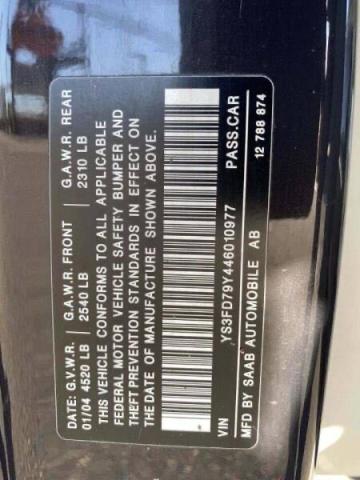 DATE: G.V.W.R. G.A.W.R. FRONT G.A.W.R. REAR
01/04 4520 LB 2540 LB 2310 LB
THIS VEHICLE CONFORMS TO ALL APPLICABLE
FEDERAL MOTOR VEHICLE SAFETY BUMPER AND
THEFT PREVENTION STANDARDS IN EFFECT ON
THE DATE OF MANUFACTURE SHOWN ABOVE.
YS3FD79Y446010977
VIN PASS.CAR
MFD BY SAAB AUTOMOBILE AB 12 788 874